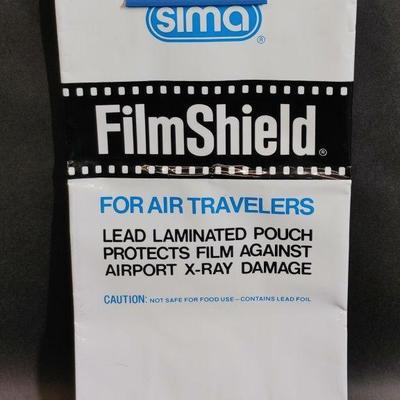 sima®
FilmShield®
FOR AIR TRAVELERS
LEAD LAMINATED POUCH
PROTECTS FILM AGAINST
AIRPORT X-RAY DAMAGE
CAUTION: NOT SAFE FOR FOOD USE—CONTAINS LEAD FOIL